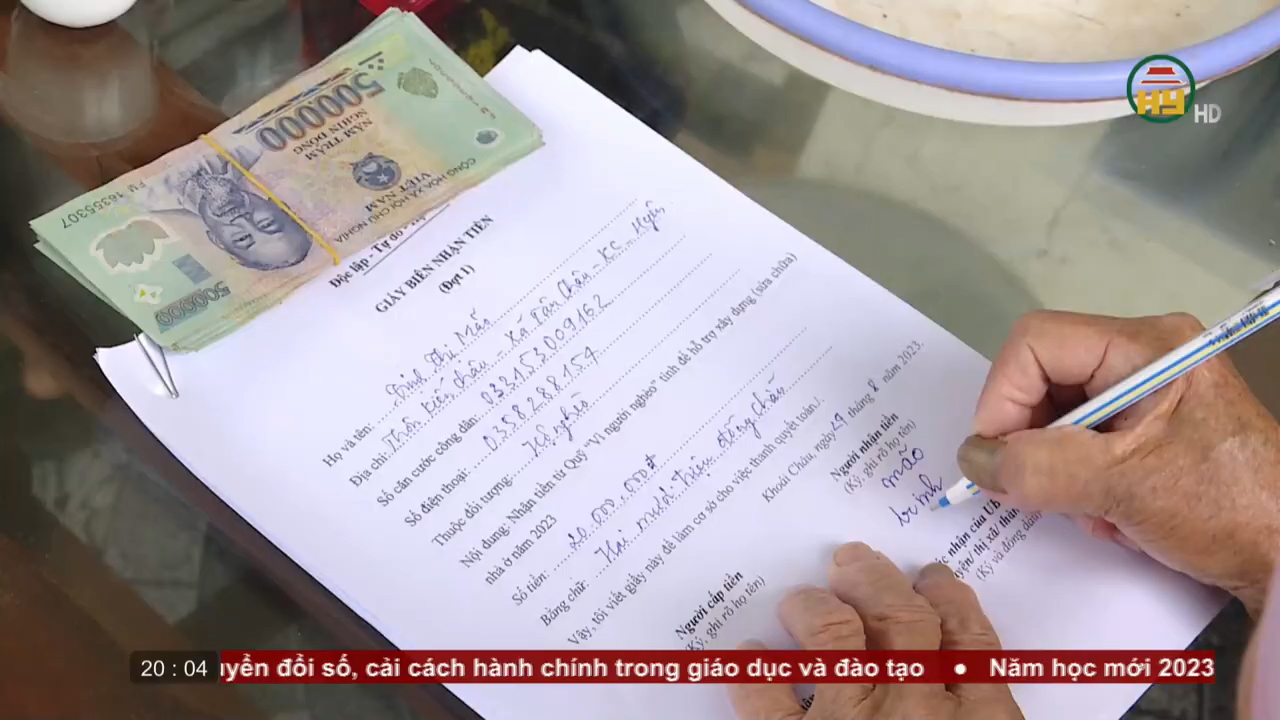 HY HD
500000
NĂM TRĂM
NGHÌN ĐỒNG
CỘNG HÒA XÃ HỘI CHỦ NGHĨA
VIỆT NAM
FM 16355307
500000
Độc lập - Tự do
GIẤY BIÊN NHẬN TIỀN
(Đợt 1)
Họ và tên: Đinh Thị Mão
Địa chỉ: Thôn Hiến Châu - Xã Tân Châu - K.C - H.yên
Số căn cước công dân: 033153009162
Số điện thoại: 0358288157
Thuộc đối tượng: Hộ nghèo
Nội dung: Nhận tiền từ Quỹ "Vì người nghèo" tỉnh để hỗ trợ xây dựng (sửa chữa)
nhà ở năm 2023
Số tiền: 20.000.000đ
Bằng chữ: Hai mươi triệu đồng chẵn
Vậy, tôi viết giấy này để làm cơ sở cho việc thanh quyết toán./.
Khoái Châu, ngày 29 tháng 8 năm 2023.
Người nhận tiền
(Ký, ghi rõ họ tên)
mão
Người cấp tiền
(Ký, ghi rõ họ tên)
nhận của UB
(Ký và đóng dấu)
20 : 04 uyển đổi số, cải cách hành chính trong giáo dục và đào tạo ● Năm học mới 2023